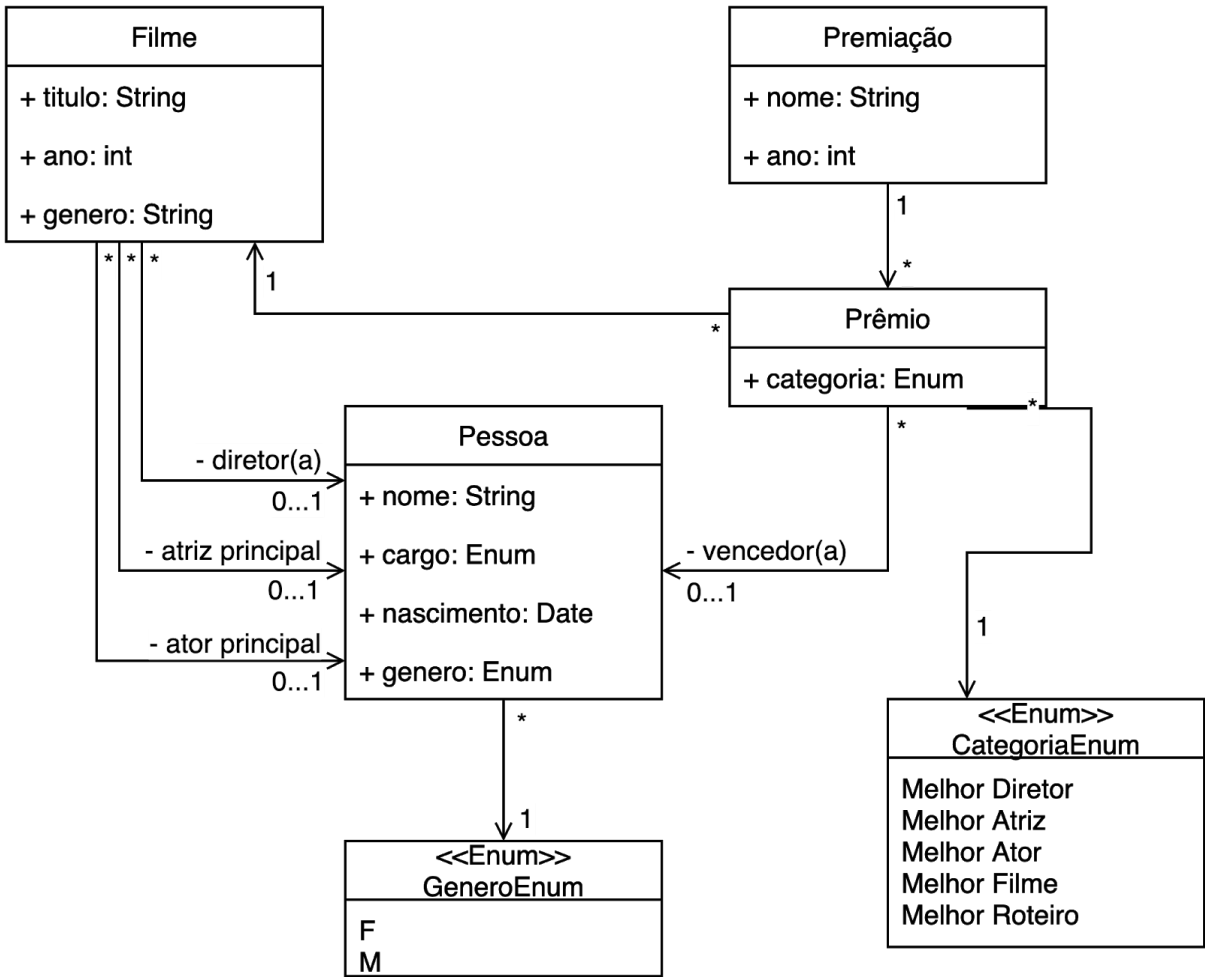 Filme
+ titulo: String
+ ano: int
+ genero: String
Premiação
+ nome: String
+ ano: int
* * *
1
1
*
*
Prêmio
+ categoria: Enum
*
*
Pessoa
+ nome: String
+ cargo: Enum
+ nascimento: Date
+ genero: Enum
- diretor(a)
0...1
- atriz principal
0...1
- ator principal
0...1
- vencedor(a)
0...1
*
1
1
<<Enum>>
GeneroEnum
F
M
<<Enum>>
CategoriaEnum
Melhor Diretor
Melhor Atriz
Melhor Ator
Melhor Filme
Melhor Roteiro